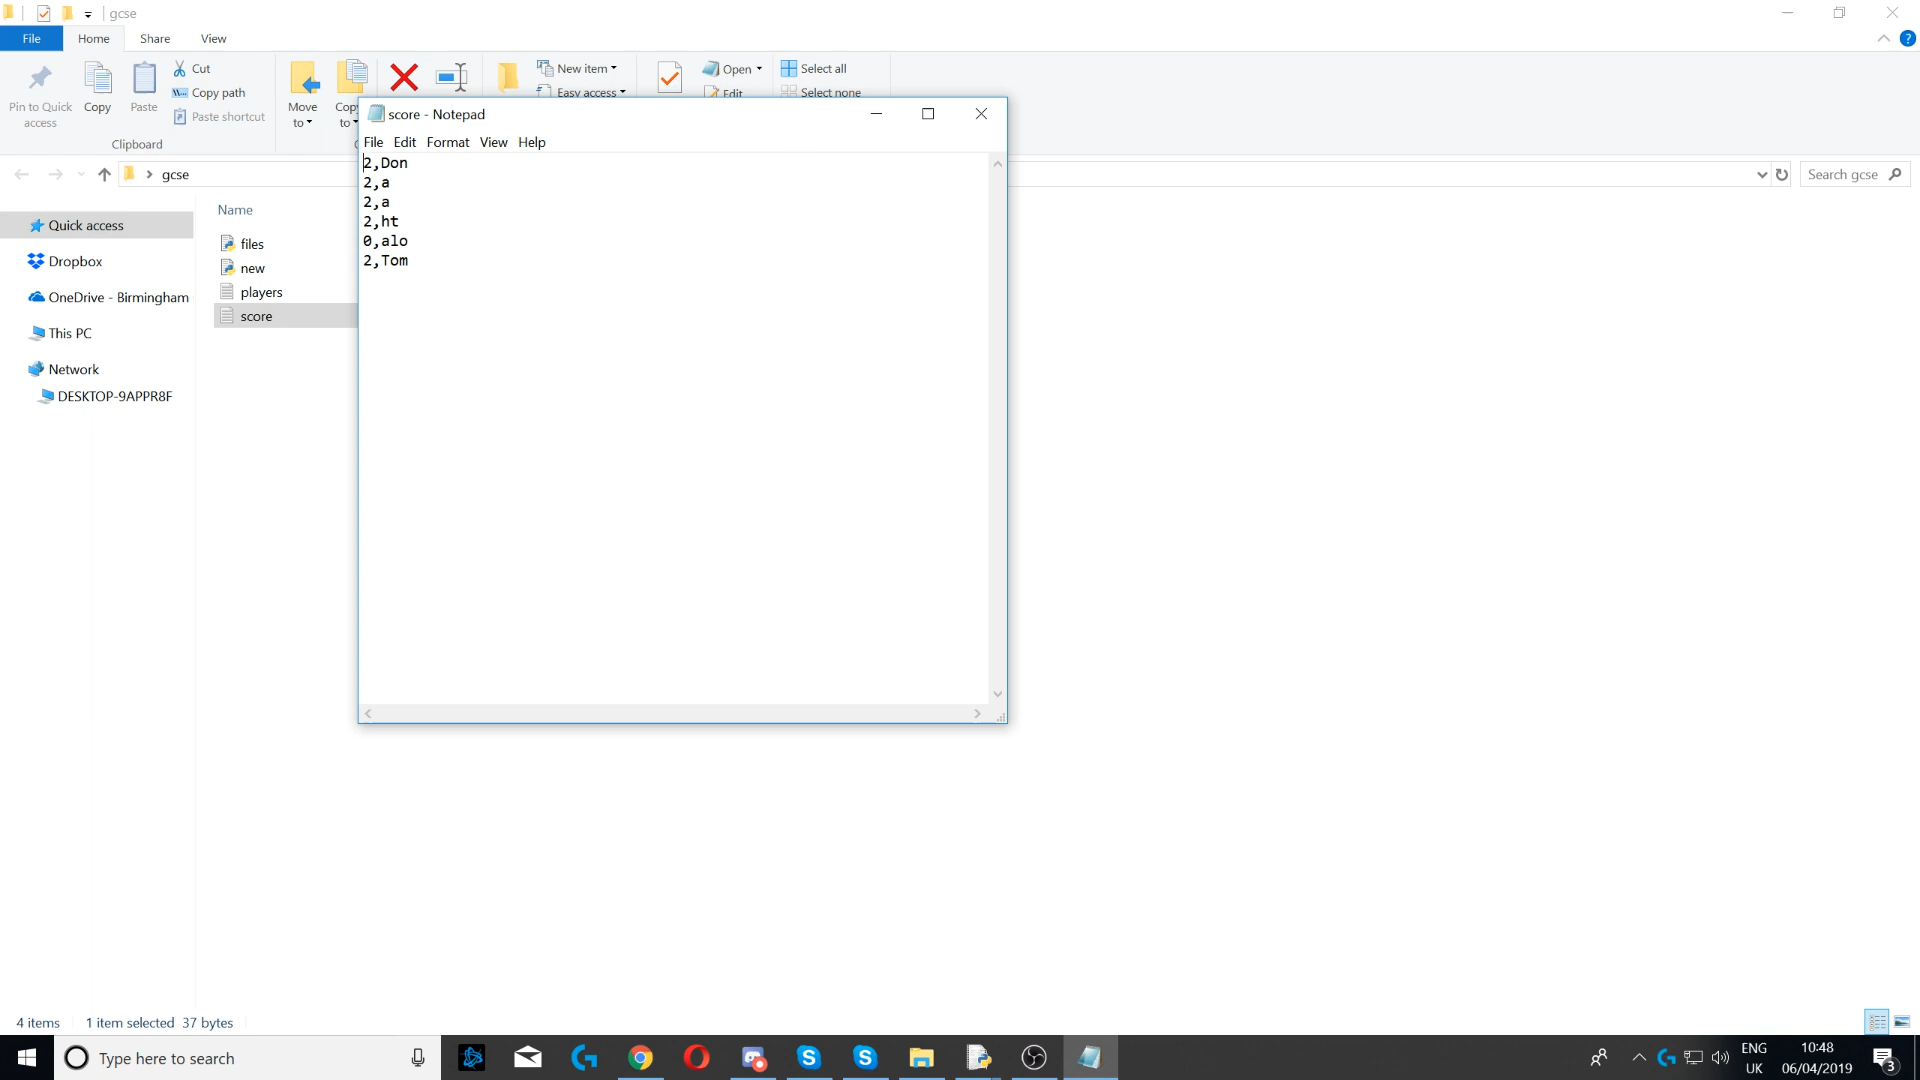 gcse
File Home Share View
Pin to Quick access
Copy
Paste
Cut
Copy path
Paste shortcut
Clipboard
Move to
Copy to
New item
Easy access
Open
Edit
Select all
Select none
score - Notepad
File Edit Format View Help
2,Don
2,a
2,a
2,ht
0,alo
2,Tom
gcse
Search gcse
Quick access
Dropbox
OneDrive - Birmingham
This PC
Network
DESKTOP-9APPR8F
Name
files
new
players
score
4 items 1 item selected 37 bytes
Type here to search
ENG
UK
10:48
06/04/2019
3